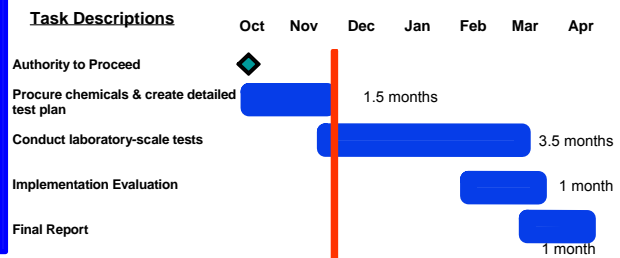 Task Descriptions
Oct Nov Dec Jan Feb Mar Apr
Authority to Proceed
Procure chemicals & create detailed
test plan
1.5 months
Conduct laboratory-scale tests
3.5 months
Implementation Evaluation
1 month
Final Report
1 month